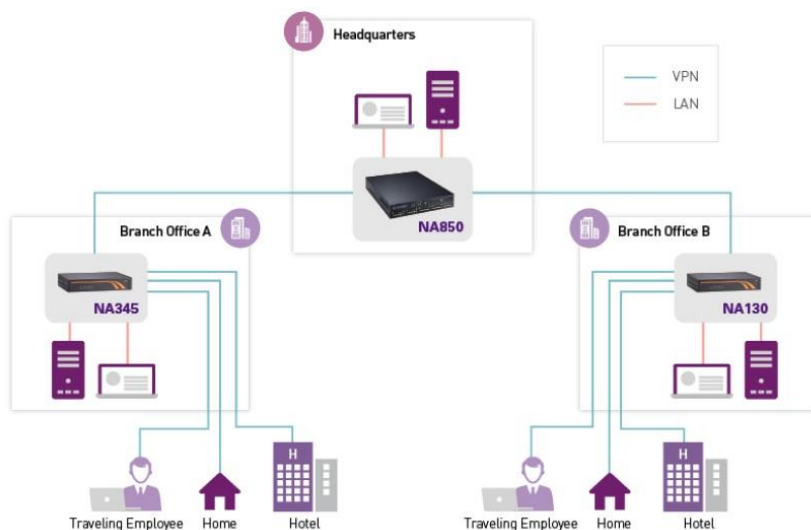 Headquarters
VPN
LAN
NA850
Branch Office A
NA345
Branch Office B
NA130
H
H
Traveling Employee
Home
Hotel
Traveling Employee
Home
Hotel